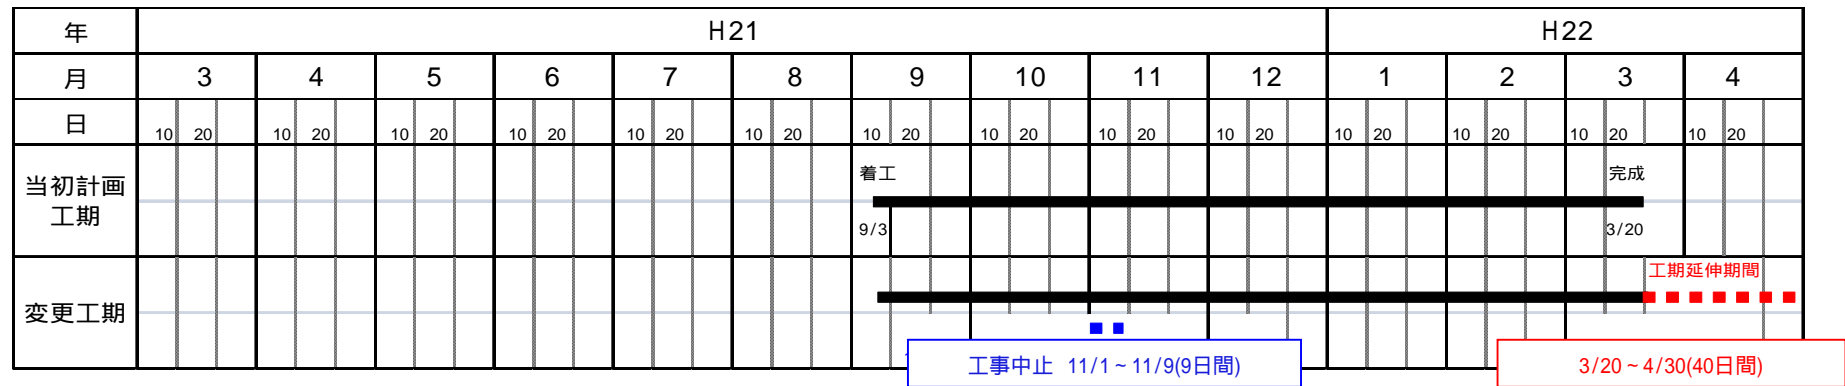 年 H21 H22
月 3 4 5 6 7 8 9 10 11 12 1 2 3 4
日 10 20 10 20 10 20 10 20 10 20 10 20 10 20 10 20 10 20 10 20 10 20 10 20 10 20 10 20
着工 完成
当初計画
工期
9/3 3/20
工期延伸期間
変更工期
工事中止 11/1~11/9(9日間) 3/20~4/30(40日間)